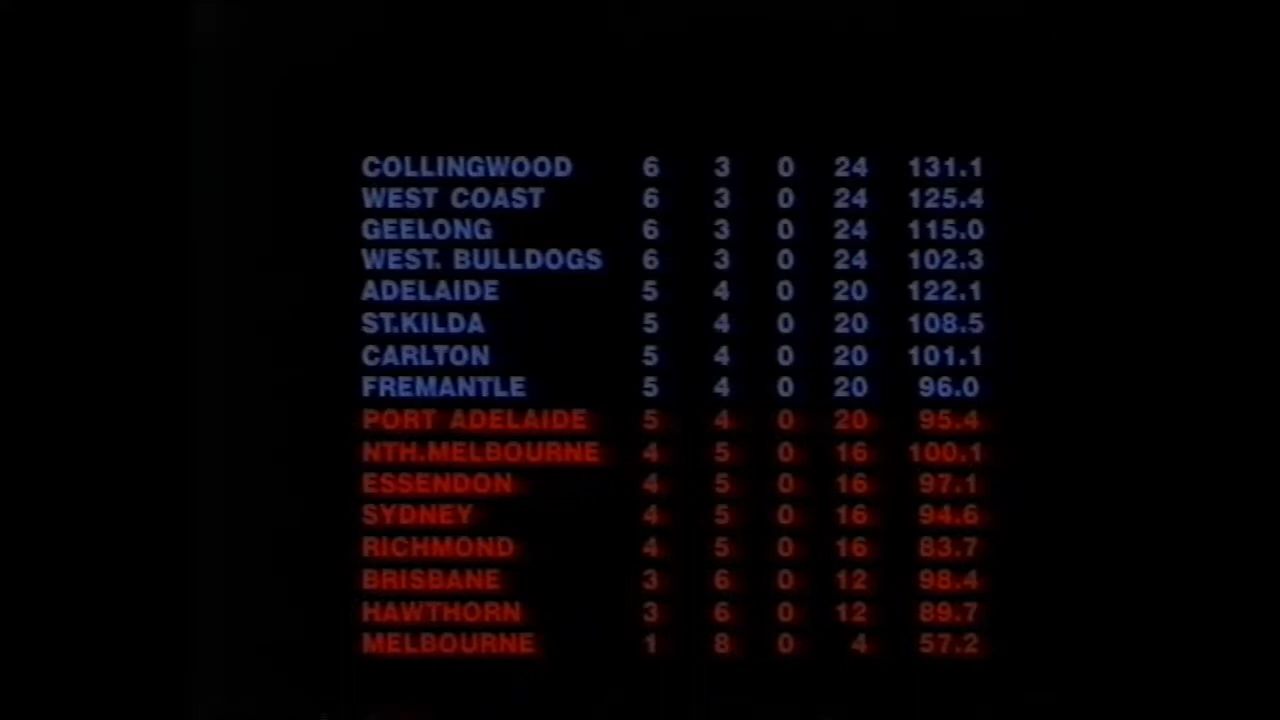 COLLINGWOOD 6 3 0 24 131.1
WEST COAST 6 3 0 24 125.4
GEELONG 6 3 0 24 115.0
WEST. BULLDOGS 6 3 0 24 102.3
ADELAIDE 5 4 0 20 122.1
ST.KILDA 5 4 0 20 108.5
CARLTON 5 4 0 20 101.1
FREMANTLE 5 4 0 20 96.0
PORT ADELAIDE 5 4 0 20 95.4
NTH.MELBOURNE 4 5 0 16 100.1
ESSENDON 4 5 0 16 97.1
SYDNEY 4 5 0 16 94.6
RICHMOND 4 5 0 16 83.7
BRISBANE 3 6 0 12 98.4
HAWTHORN 3 6 0 12 89.7
MELBOURNE 1 8 0 4 57.2